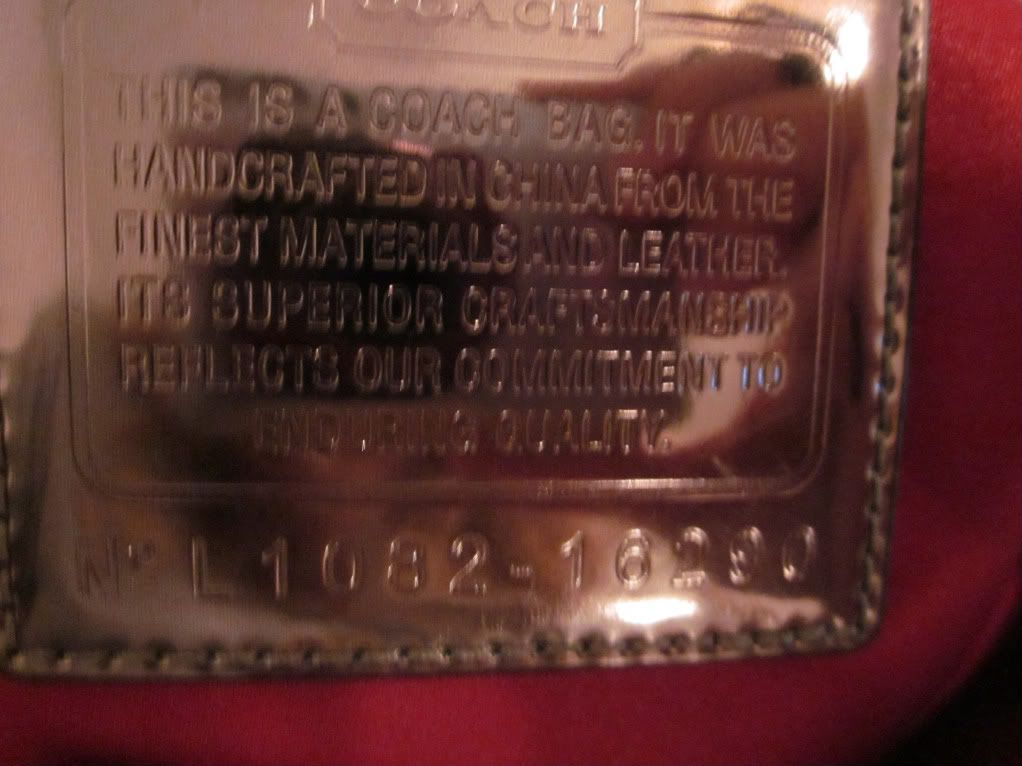 COACH
THIS IS A COACH BAG. IT WAS
HANDCRAFTED IN CHINA FROM THE
FINEST MATERIALS AND LEATHER.
ITS SUPERIOR CRAFTSMANSHIP
REFLECTS OUR COMMITMENT TO
ENDURING QUALITY.
Nº L1082-16290